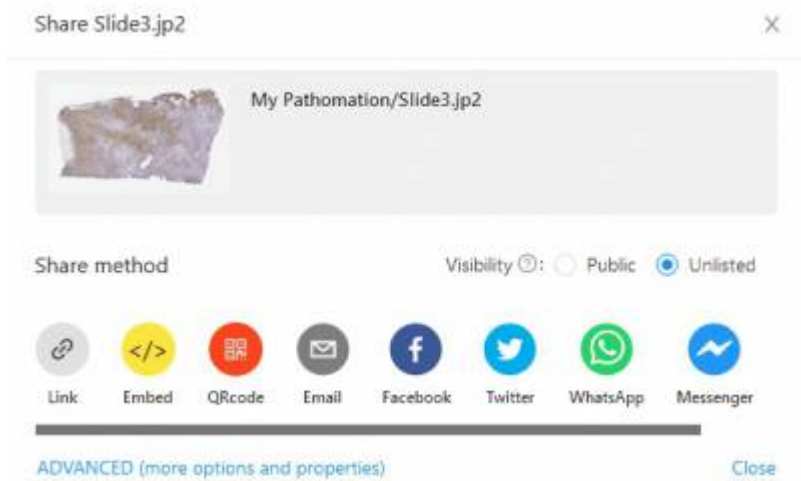 Share Slide3.jp2
My Pathomation/Slide3.jp2
Share method
Visibility ?: Public Unlisted
</>
Link Embed QRcode Email Facebook Twitter WhatsApp Messenger
ADVANCED (more options and properties)
Close